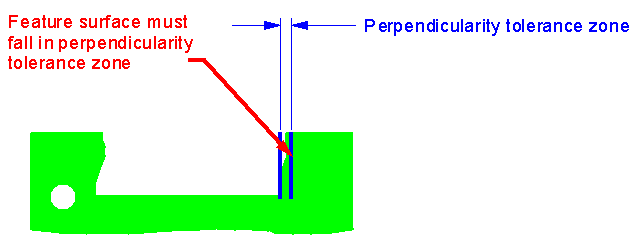 Feature surface must
fall in perpendicularity
tolerance zone
Perpendicularity tolerance zone